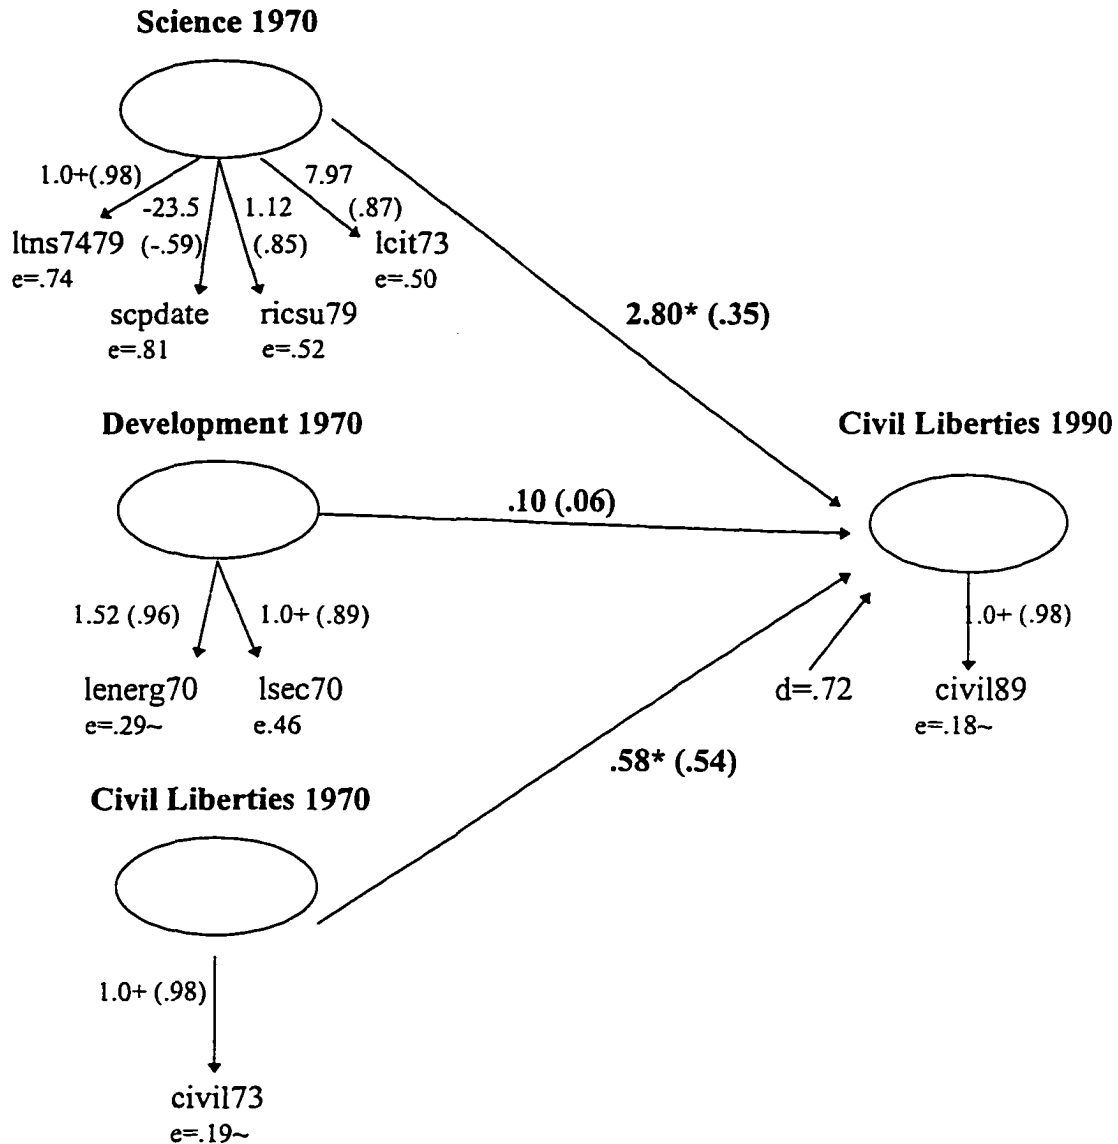 Science 1970
1.0+(.98)
-23.5
1.12
7.97
(.87)
ltns7479
(-.59)
(.85)
lcit73
e=.74
e=.50
scpdate
ricsu79
e=.81
e=.52
2.80* (.35)
Development 1970
Civil Liberties 1990
.10 (.06)
1.52 (.96)
1.0+ (.89)
1.0+ (.98)
lenerg70
lsec70
d=.72
civil89
e=.29~
e.46
e=.18~
.58* (.54)
Civil Liberties 1970
1.0+ (.98)
civil73
e=.19~